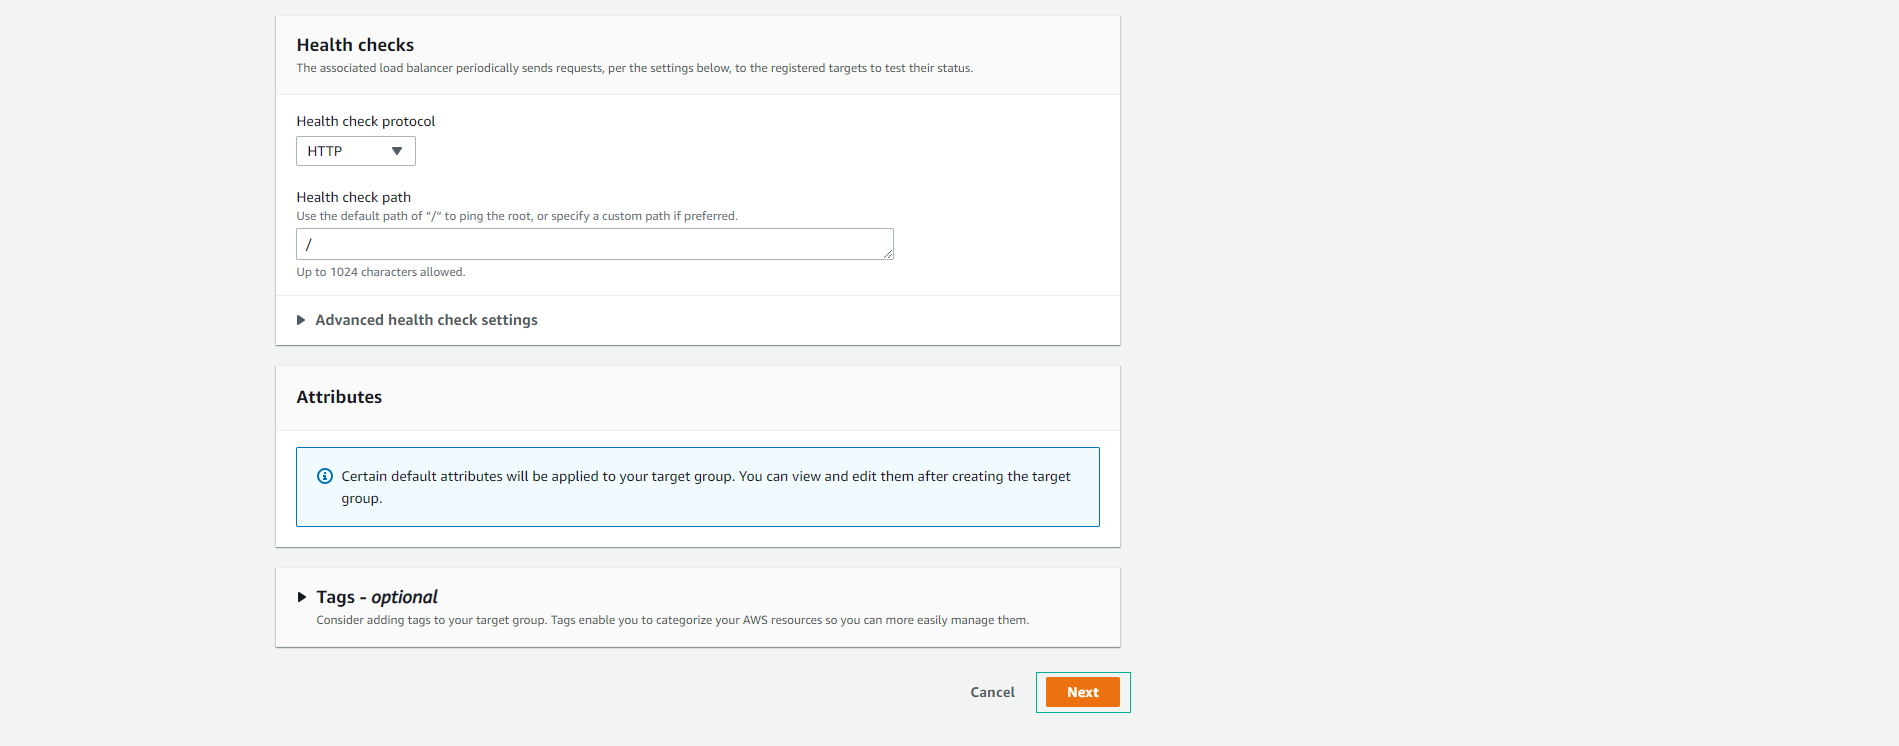 Health checks
The associated load balancer periodically sends requests, per the settings below, to the registered targets to test their status.
Health check protocol
HTTP
Health check path
Use the default path of “/” to ping the root, or specify a custom path if preferred.
/
Up to 1024 characters allowed.
Advanced health check settings
Attributes
Certain default attributes will be applied to your target group. You can view and edit them after creating the target
group.
Tags - optional
Consider adding tags to your target group. Tags enable you to categorize your AWS resources so you can more easily manage them.
Cancel
Next